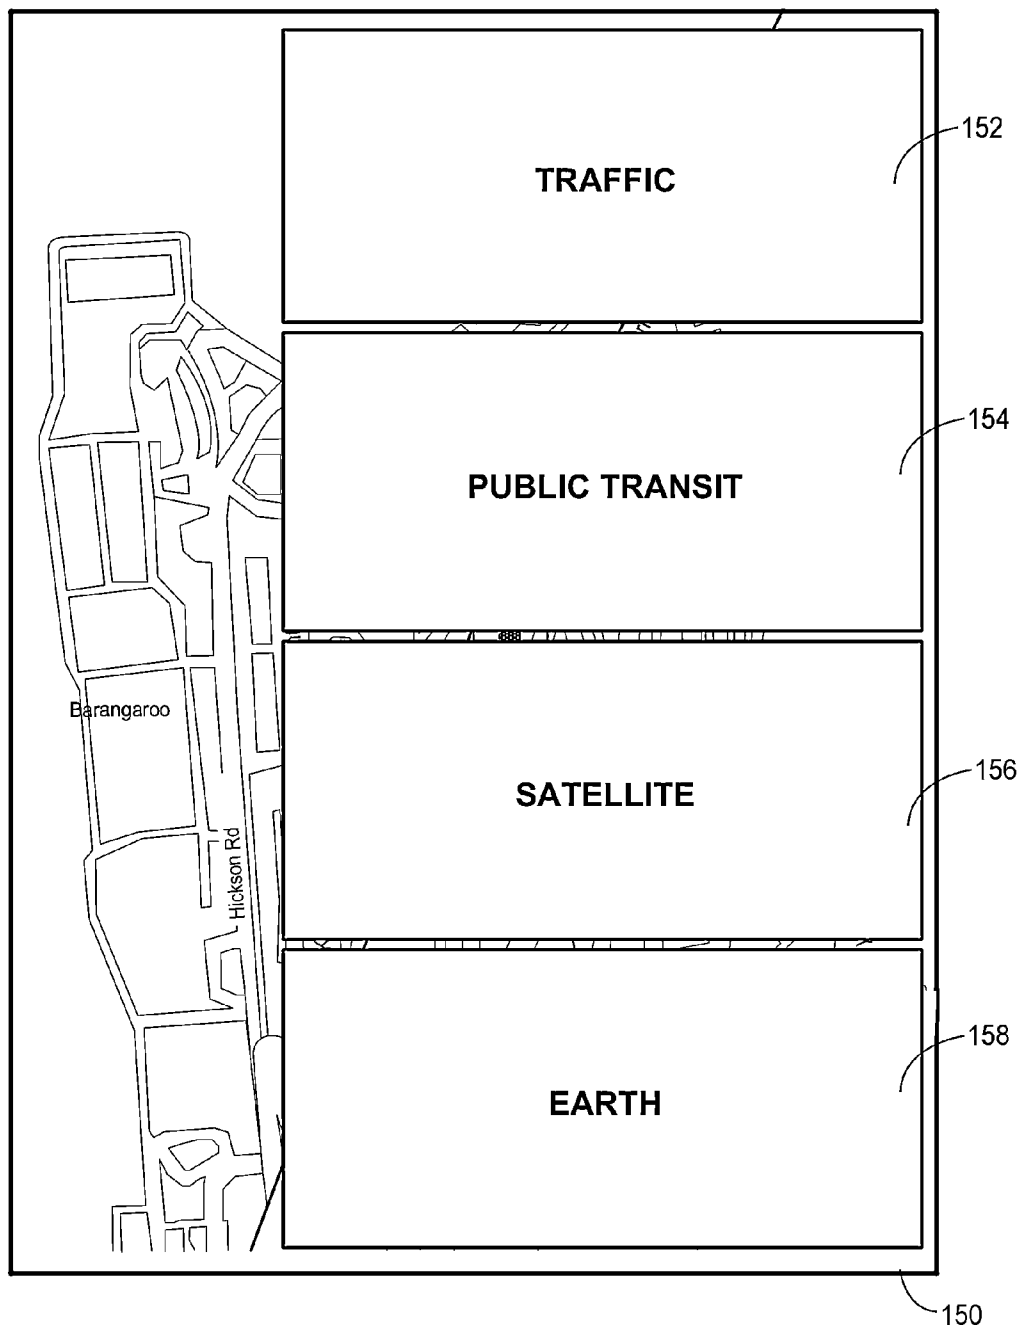 152
TRAFFIC
154
PUBLIC TRANSIT
Barangaroo
156
SATELLITE
Hickson Rd
158
EARTH
150